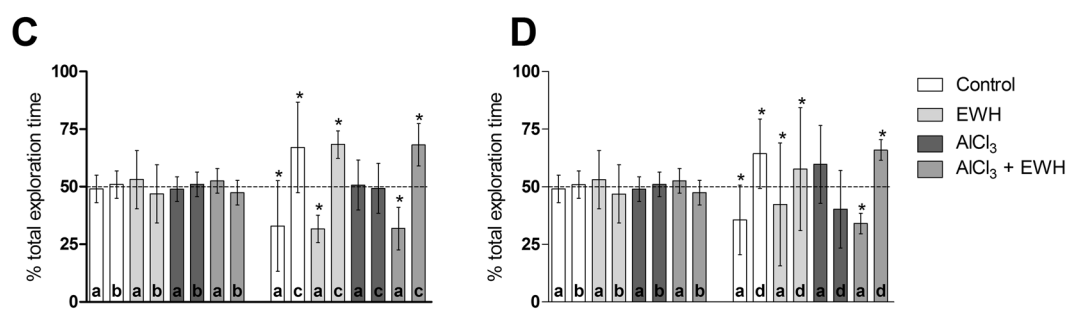 C
% total exploration time
100
75
50
25
0
* * * * * *
a b a b a b a b a c a c a c a c
D
% total exploration time
100
75
50
25
0
* * * * * *
a b a b a b a b a d a d a d a d
Control
EWH
AlCl3
AlCl3 + EWH